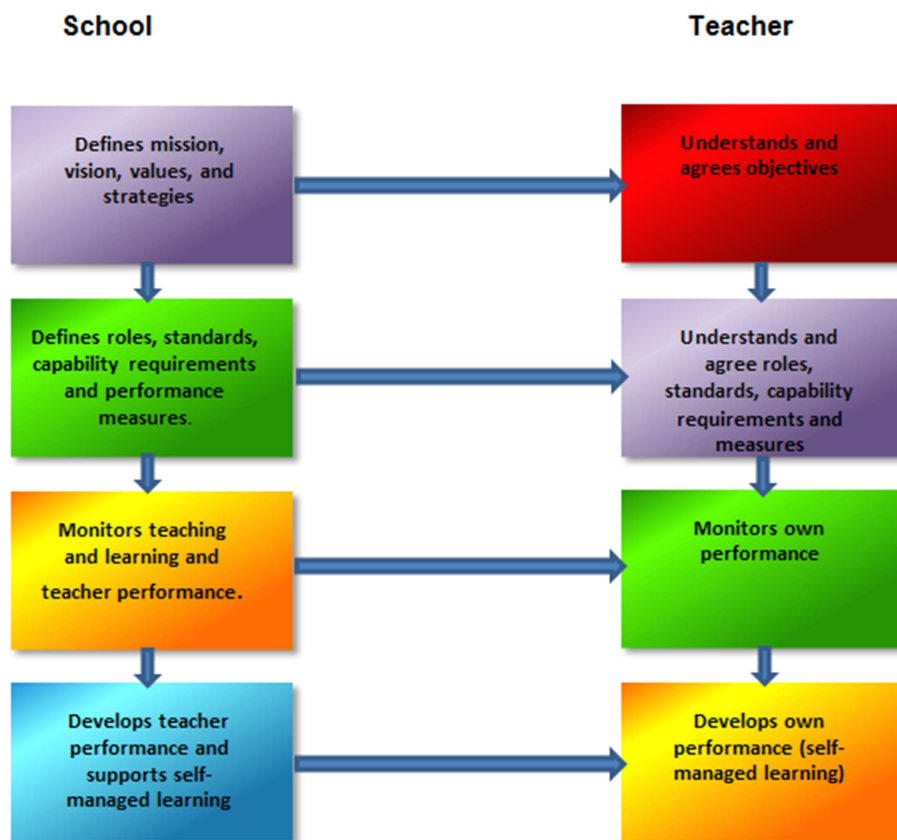 School
Teacher
Defines mission,
vision, values, and
strategies
Understands and
agrees objectives
Defines roles, standards,
capability requirements
and performance
measures.
Understands and
agree roles,
standards, capability
requirements and
measures
Monitors teaching
and learning and
teacher performance.
Monitors own
performance
Develops teacher
performance and
supports self-
managed learning
Develops own
performance (self-
managed learning)